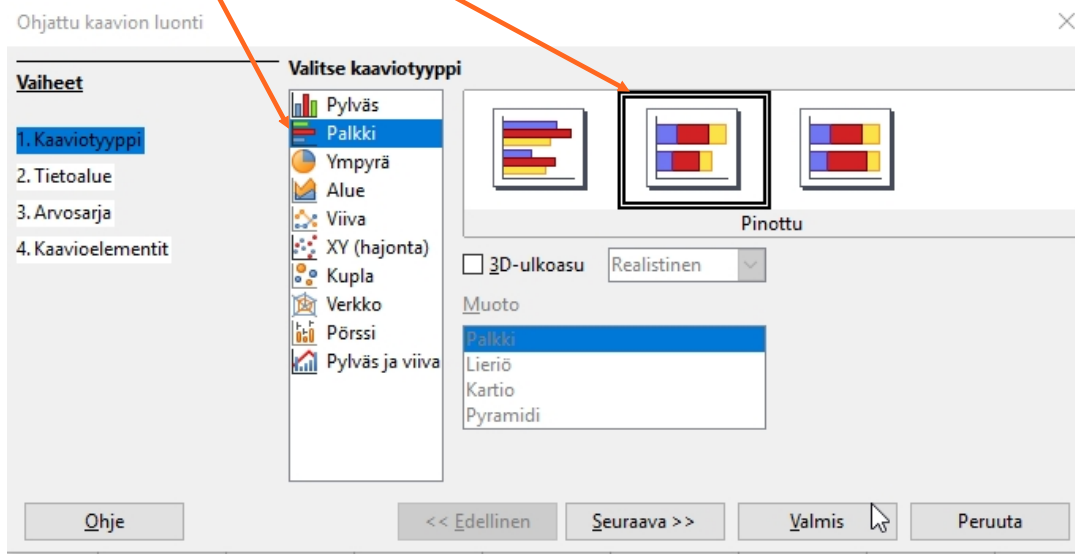 Ohjattu kaavion luonti
Vaiheet
1. Kaaviotyyppi
2. Tietoalue
3. Arvosarja
4. Kaavioelementit
Valitse kaaviotyyppi
Pylväs
Palkki
Ympyrä
Alue
Viiva
XY (hajonta)
Kupla
Verkko
Pörssi
Pylväs ja viiva
Pinottu
3D-ulkoasu
Realistinen
Muoto
Palkki
Lieriö
Kartio
Pyramidi
Ohje
<< Edellinen
Seuraava >>
Valmis
Peruuta